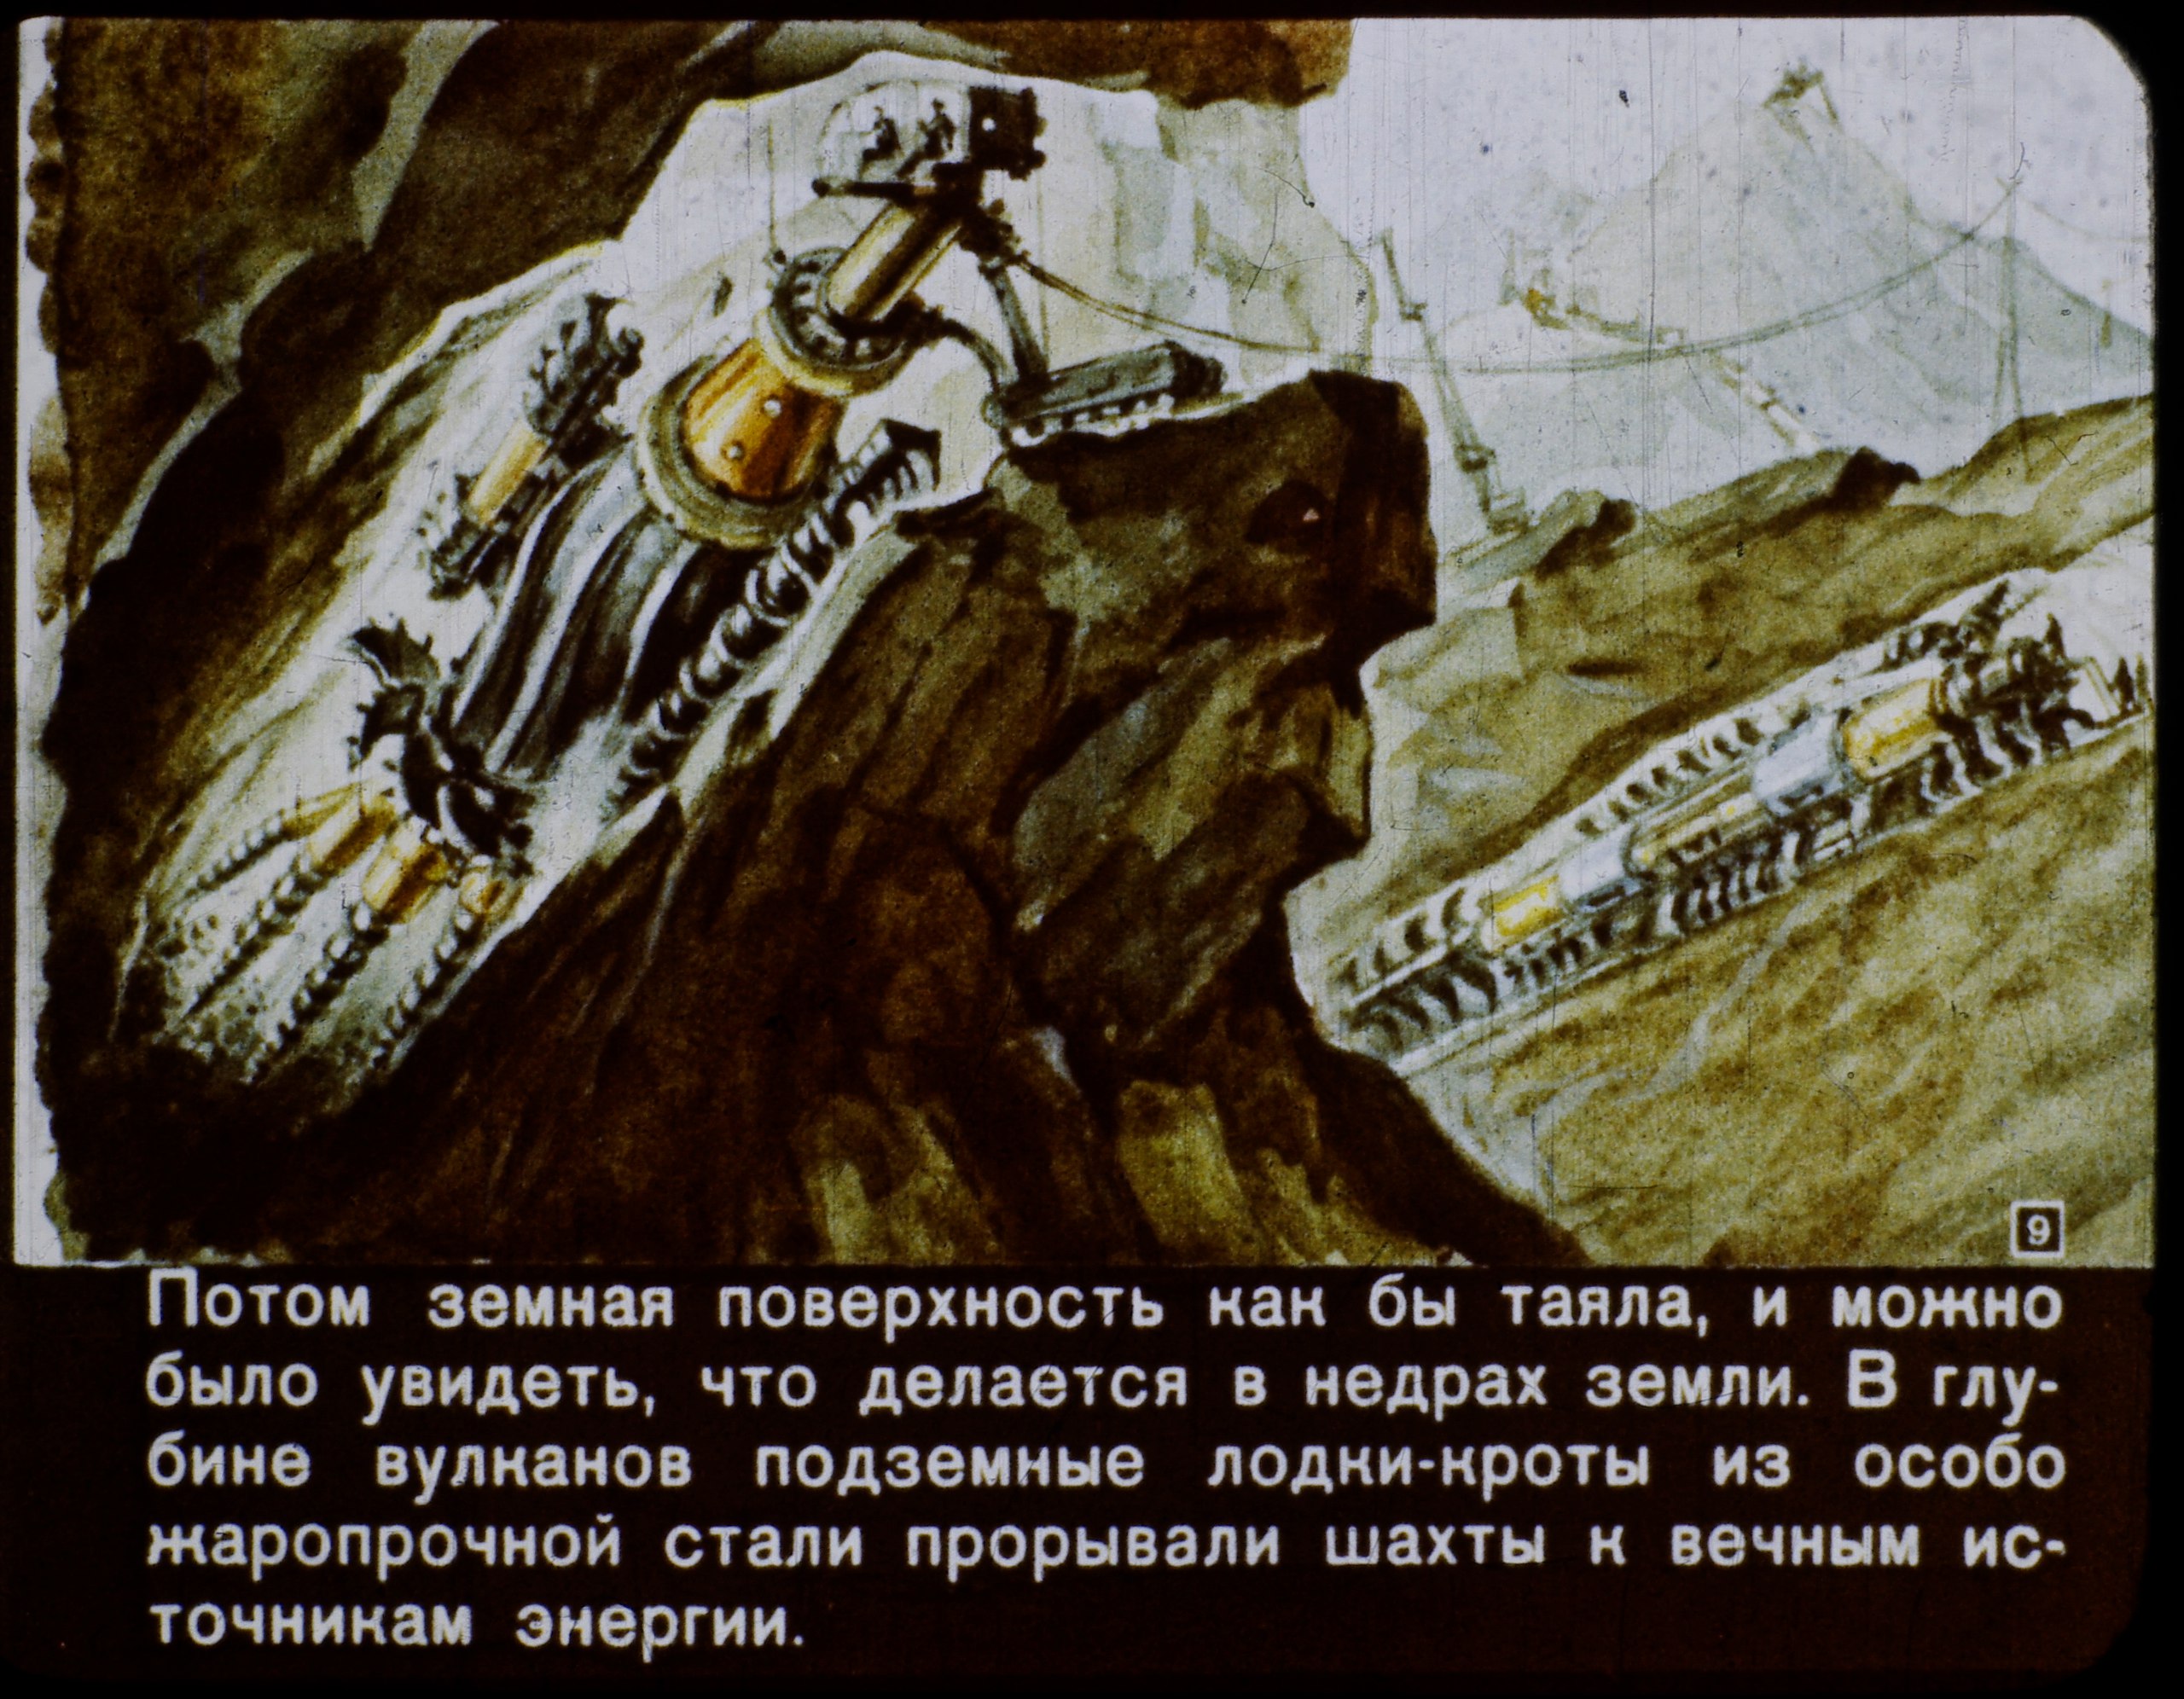 9
Потом земная поверхность как бы таяла, и можно
было увидеть, что делается в недрах земли. В глу-
бине вулканов подземные лодки-кроты из особо
жаропрочной стали прорывали шахты к вечным ис-
точникам энергии.